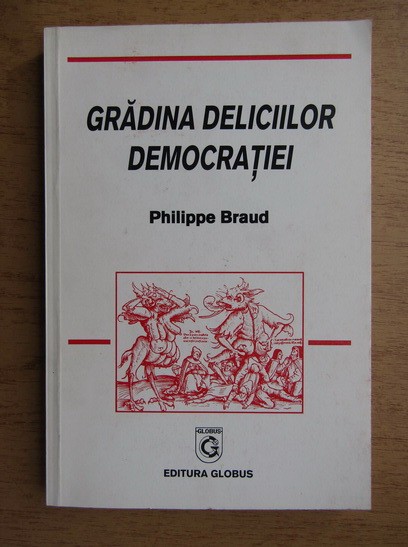 GRĂDINA DELICIILOR
DEMOCRAȚIEI
Philippe Braud
GLOBUS
EDITURA GLOBUS